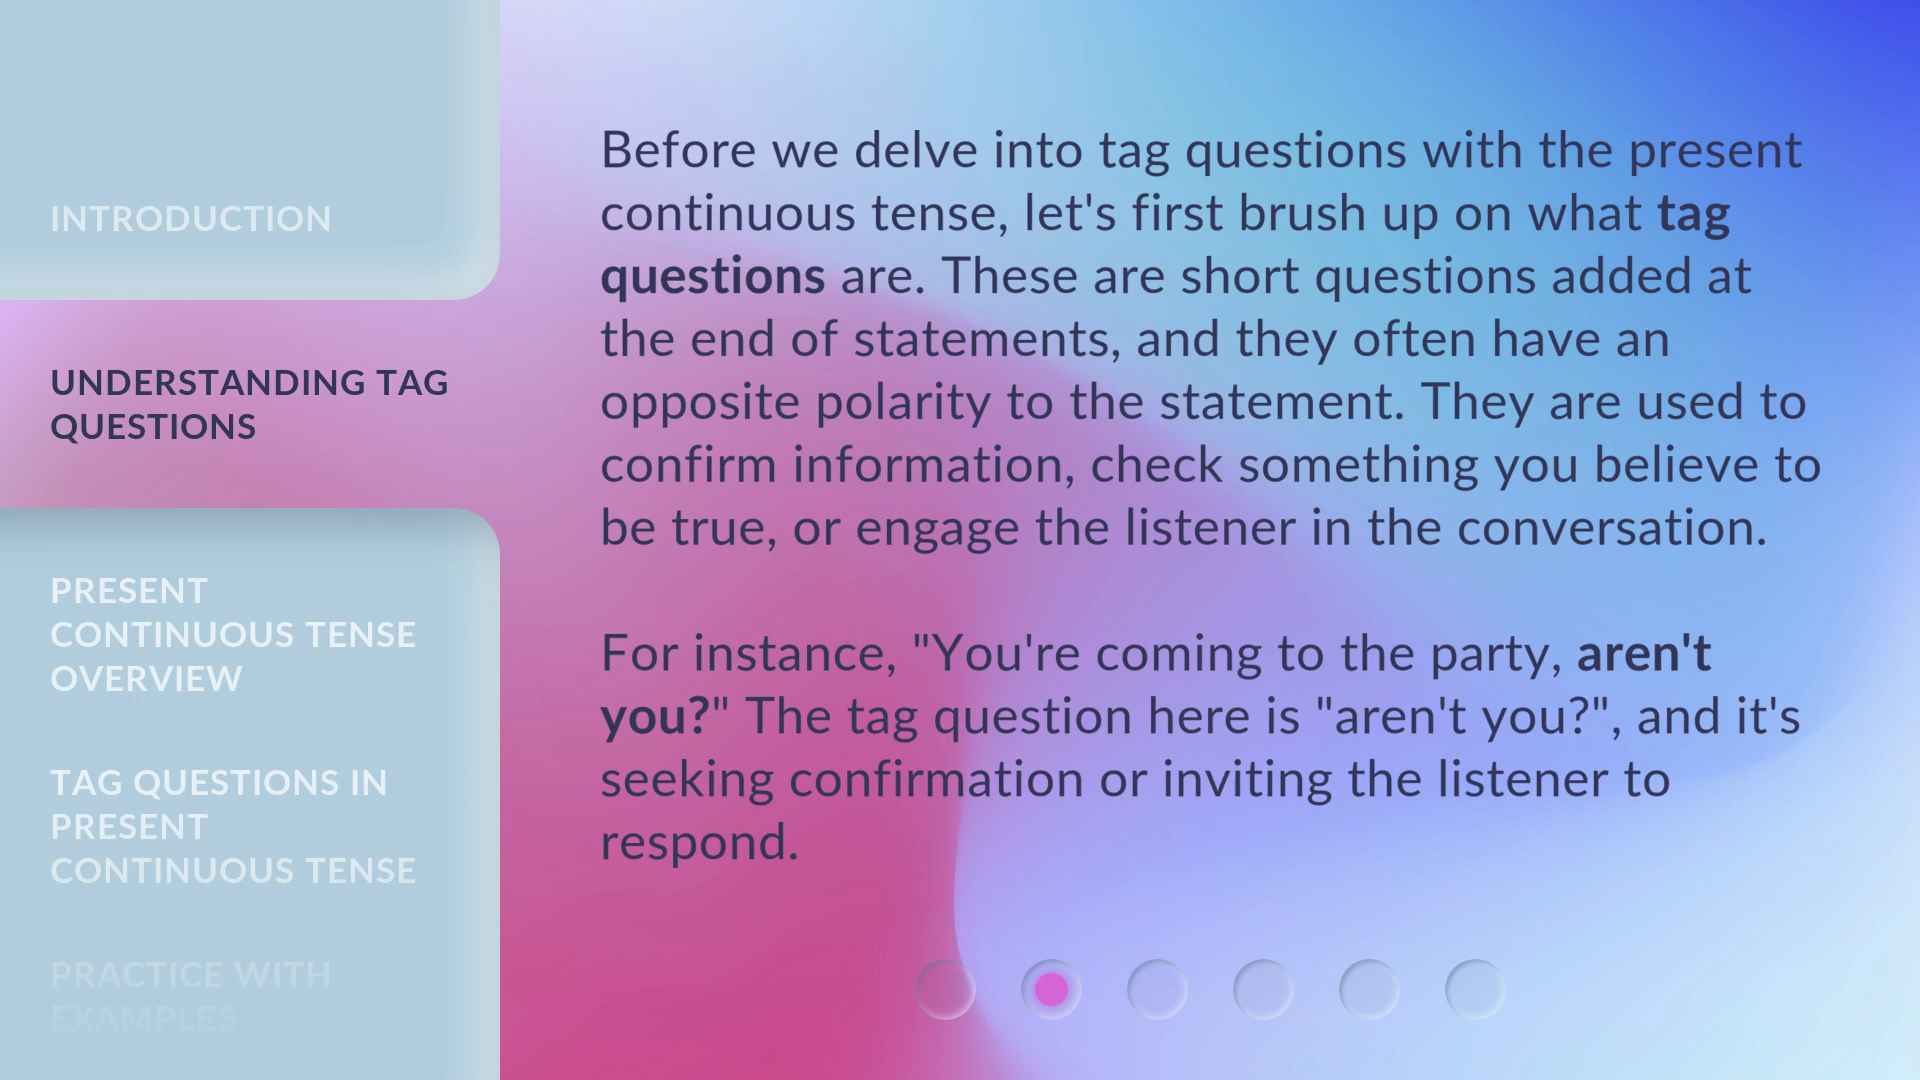 INTRODUCTION
UNDERSTANDING TAG
QUESTIONS
PRESENT
CONTINUOUS TENSE
OVERVIEW
TAG QUESTIONS IN
PRESENT
CONTINUOUS TENSE
PRACTICE WITH
EXAMPLES
Before we delve into tag questions with the present
continuous tense, let's first brush up on what tag
questions are. These are short questions added at
the end of statements, and they often have an
opposite polarity to the statement. They are used to
confirm information, check something you believe to
be true, or engage the listener in the conversation.
For instance, "You're coming to the party, aren't
you?" The tag question here is "aren't you?", and it's
seeking confirmation or inviting the listener to
respond.